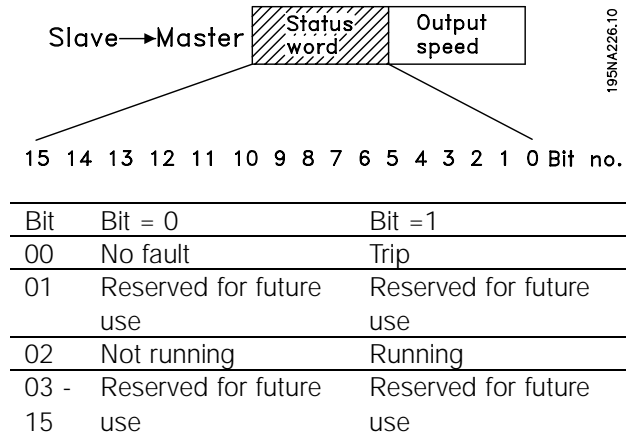 Slave→Master Status word Output speed
195NA226.10
15 14 13 12 11 10 9 8 7 6 5 4 3 2 1 0 Bit no.
Bit Bit = 0 Bit =1
00 No fault Trip
01 Reserved for future use Reserved for future use
02 Not running Running
03 - 15 Reserved for future use Reserved for future use